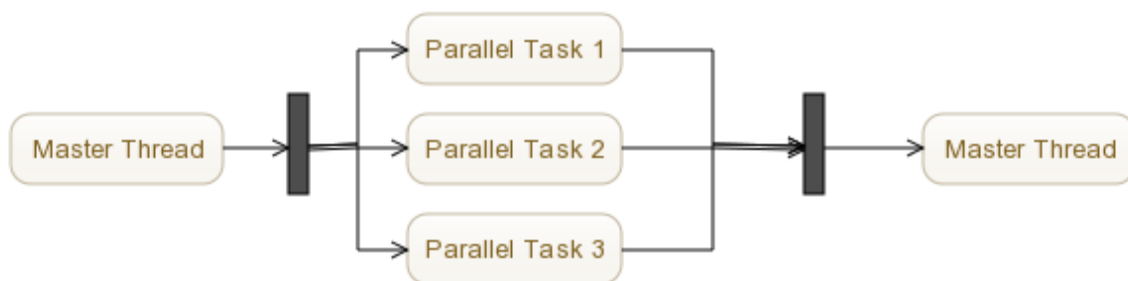 Parallel Task 1
Master Thread
Parallel Task 2
Master Thread
Parallel Task 3